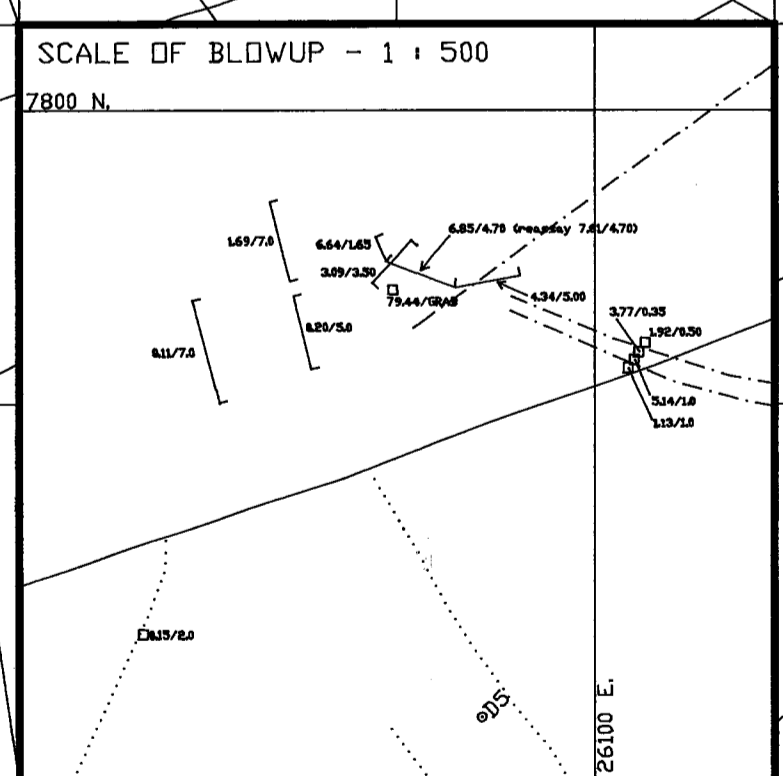 SCALE OF BLOWUP - 1 : 500
7800 N.
6.85/4.70 (reassay 7.81/4.70)
1.69/7.0
6.64/1.65
3.09/3.50
79.44/GRAB
4.34/5.00
3.77/0.35
1.92/0.50
8.20/5.0
8.11/7.0
5.14/1.0
1.13/1.0
8.15/2.0
D5
26100 E.